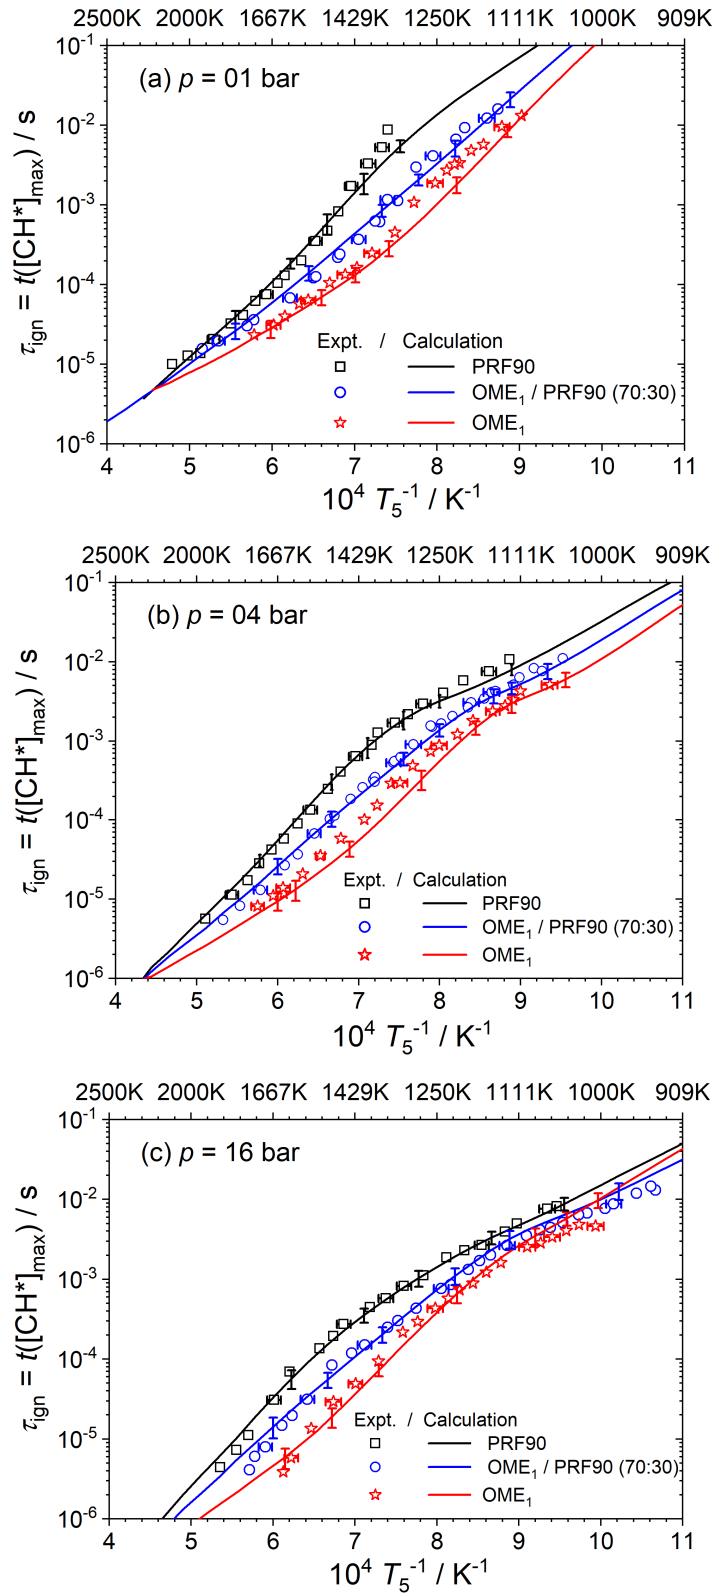 2500K 2000K 1667K 1429K 1250K 1111K 1000K 909K
10⁻¹
(a) p = 01 bar
10⁻²
10⁻³
10⁻⁴
10⁻⁵
10⁻⁶
τign = t([CH*]max) / s
Expt. / Calculation
PRF90
OME₁ / PRF90 (70:30)
OME₁
4 5 6 7 8 9 10 11
10⁴ T₅⁻¹ / K⁻¹
2500K 2000K 1667K 1429K 1250K 1111K 1000K 909K
10⁻¹
(b) p = 04 bar
10⁻²
10⁻³
10⁻⁴
10⁻⁵
10⁻⁶
τign = t([CH*]max) / s
Expt. / Calculation
PRF90
OME₁ / PRF90 (70:30)
OME₁
4 5 6 7 8 9 10 11
10⁴ T₅⁻¹ / K⁻¹
2500K 2000K 1667K 1429K 1250K 1111K 1000K 909K
10⁻¹
(c) p = 16 bar
10⁻²
10⁻³
10⁻⁴
10⁻⁵
10⁻⁶
τign = t([CH*]max) / s
Expt. / Calculation
PRF90
OME₁ / PRF90 (70:30)
OME₁
4 5 6 7 8 9 10 11
10⁴ T₅⁻¹ / K⁻¹